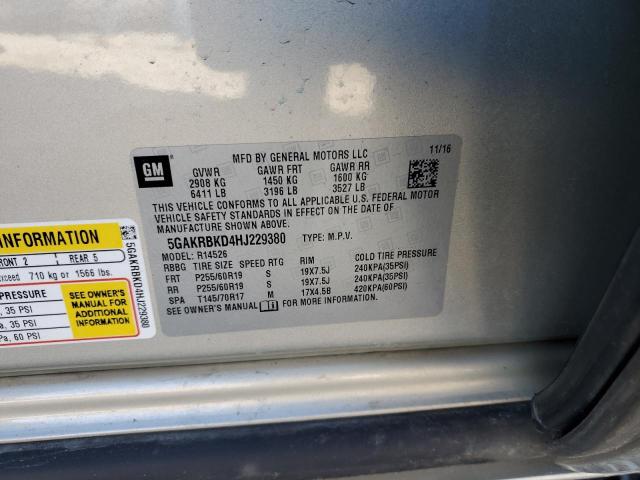 GM
MFD BY GENERAL MOTORS LLC
11/16
GVWR GAWR FRT GAWR RR
2908 KG 1450 KG 1600 KG
6411 LB 3196 LB 3527 LB
THIS VEHICLE CONFORMS TO ALL APPLICABLE U.S. FEDERAL MOTOR
VEHICLE SAFETY STANDARDS IN EFFECT ON THE DATE OF
MANUFACTURE SHOWN ABOVE.
5GAKRBKD4HJ229380 TYPE: M.P.V.
MODEL: R14526
RBBG TIRE SIZE SPEED RTG RIM COLD TIRE PRESSURE
FRT P255/60R19 S 19X7.5J 240KPA(35PSI)
RR P255/60R19 S 19X7.5J 240KPA(35PSI)
SPA T145/70R17 M 17X4.5B 420KPA(60PSI)
SEE OWNER'S MANUAL FOR MORE INFORMATION.
INFORMATION
FRONT 2 REAR 5
exceed 710 kg or 1566 lbs.
PRESSURE
, 35 PSI
a, 35 PSI
Pa, 60 PSI
SEE OWNER'S
MANUAL FOR
ADDITIONAL
INFORMATION
5GAKRBKD4HJ229380